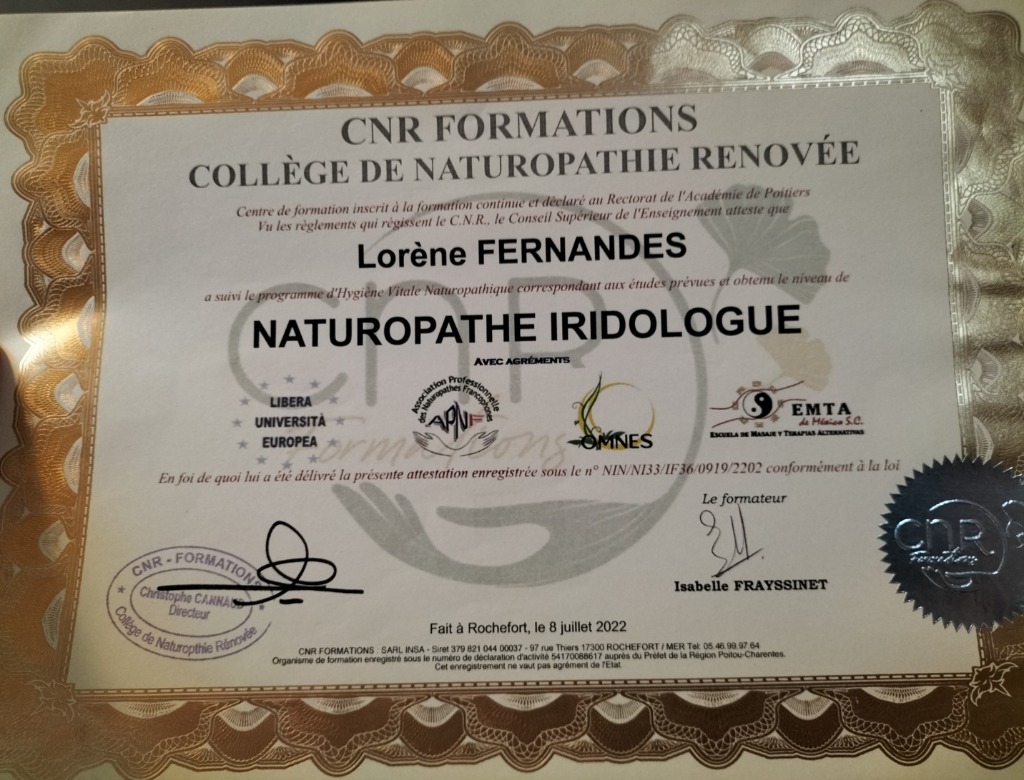 CNR FORMATIONS
COLLÈGE DE NATUROPATHIE RENOVÉE
Centre de formation inscrit à la formation continue et déclaré au Rectorat de l'Académie de Poitiers
Vu les règlements qui régissent le C.N.R., le Conseil Supérieur de l'Enseignement atteste que
Lorène FERNANDES
a suivi le programme d'Hygiène Vitale Naturopathique correspondant aux études prévues et obtenu le niveau de
NATUROPATHE IRIDOLOGUE
AVEC AGRÉMENTS
CNR
Formations
LIBERA
UNIVERSITÀ
EUROPEA
Association Professionnelle
des Naturopathes Francophones
APNF
OMNES
EMTA
de México S.C.
ESCUELA DE MASAJE Y TERAPIAS ALTERNATIVAS
En foi de quoi lui a été délivré la présente attestation enregistrée sous le n° NIN/NI33/IF36/0919/2202 conformément à la loi
Le formateur
Isabelle FRAYSSINET
CNR - FORMATIONS
Christophe CANNAUD
Directeur
Collège de Naturopthie Rénovée
CNR
Formations
Fait à Rochefort, le 8 juillet 2022
CNR FORMATIONS : SARL INSA - Siret 379 821 044 00037 - 97 rue Thiers 17300 ROCHEFORT / MER Tel: 05.46.99.97.64
Organisme de formation enregistré sous le numéro de déclaration d'activité 54170088617 auprès du Préfet de la Région Poitou-Charentes.
Cet enregistrement ne vaut pas agrément de l'Etat.